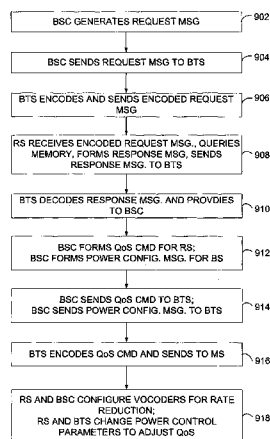 BSC GENERATES REQUEST MSG
902
BSC SENDS REQUEST MSG TO BTS
904
BTS ENCODES AND SENDS ENCODED REQUEST
MSG
906
RS RECEIVES ENCODED REQUEST MSG., QUERIES
MEMORY, FORMS RESPONSE MSG, SENDS
RESPONSE MSG. TO BTS
908
BTS DECODES RESPONSE MSG. AND PROVDIES
TO BSC
910
BSC FORMS QoS CMD FOR RS;
BSC FORMS POWER CONFIG. MSG. FOR BS
912
BSC SENDS QoS CMD TO BTS;
BSC SENDS POWER CONFIG. MSG. TO BTS
914
BTS ENCODES QoS CMD AND SENDS TO MS
916
RS AND BSC CONFIGURE VOCODERS FOR RATE
REDUCTION;
RS AND BTS CHANGE POWER CONTROL
PARAMETERS TO ADJUST QoS
918